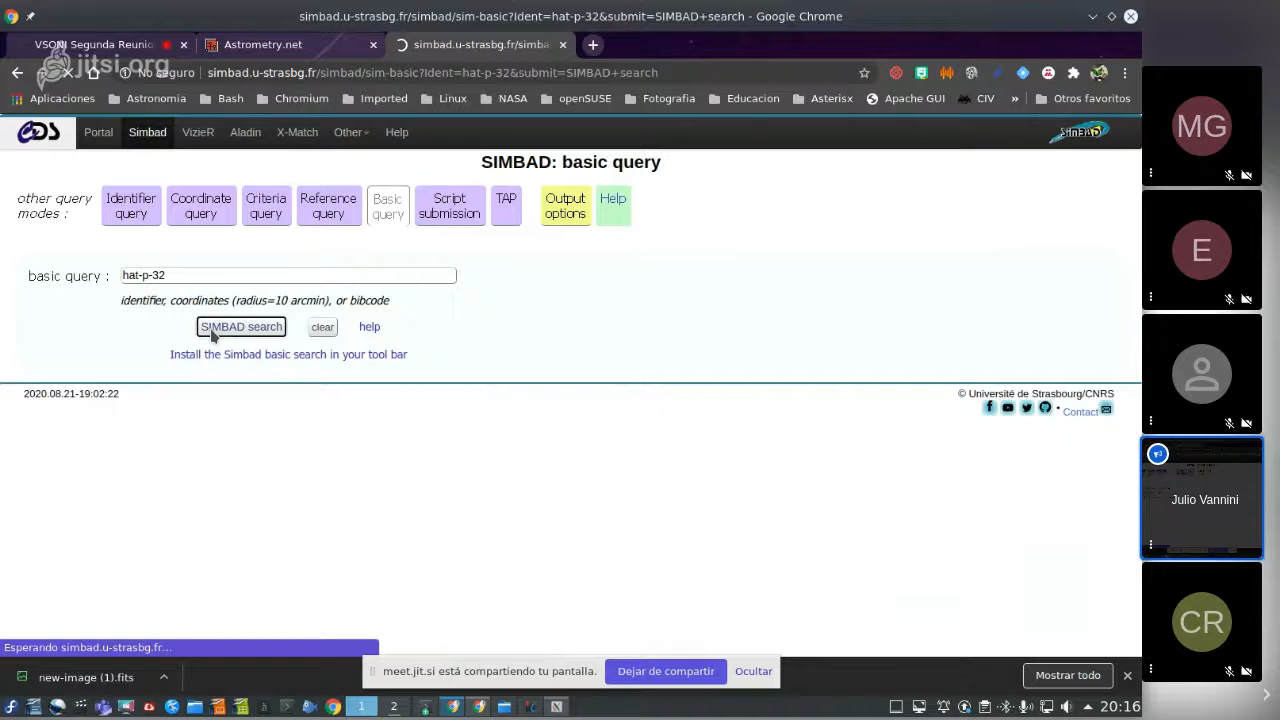 simbad.u-strasbg.fr/simbad/sim-basic?Ident=hat-p-32&submit=SIMBAD+search - Google Chrome
VSONI Segunda Reunio
Astrometry.net
simbad.u-strasbg.fr/simba
jitsi.org
No seguro
simbad.u-strasbg.fr/simbad/sim-basic?Ident=hat-p-32&submit=SIMBAD+search
Aplicaciones Astronomia Bash Chromium Imported Linux NASA openSUSE Fotografia Educacion Asterisx Apache GUI CIV » Otros favoritos
CDS Portal Simbad VizieR Aladin X-Match Other Help SIMBAD
SIMBAD: basic query
other query modes :
Identifier query
Coordinate query
Criteria query
Reference query
Basic query
Script submission
TAP
Output options
Help
basic query : hat-p-32
identifier, coordinates (radius=10 arcmin), or bibcode
SIMBAD search clear help
Install the Simbad basic search in your tool bar
2020.08.21-19:02:22
© Université de Strasbourg/CNRS
• Contact
Esperando simbad.u-strasbg.fr...
new-image (1).fits
meet.jit.si está compartiendo tu pantalla. Dejar de compartir Ocultar
Mostrar todo
1 2
20:16
MG
E
Julio Vannini
CR